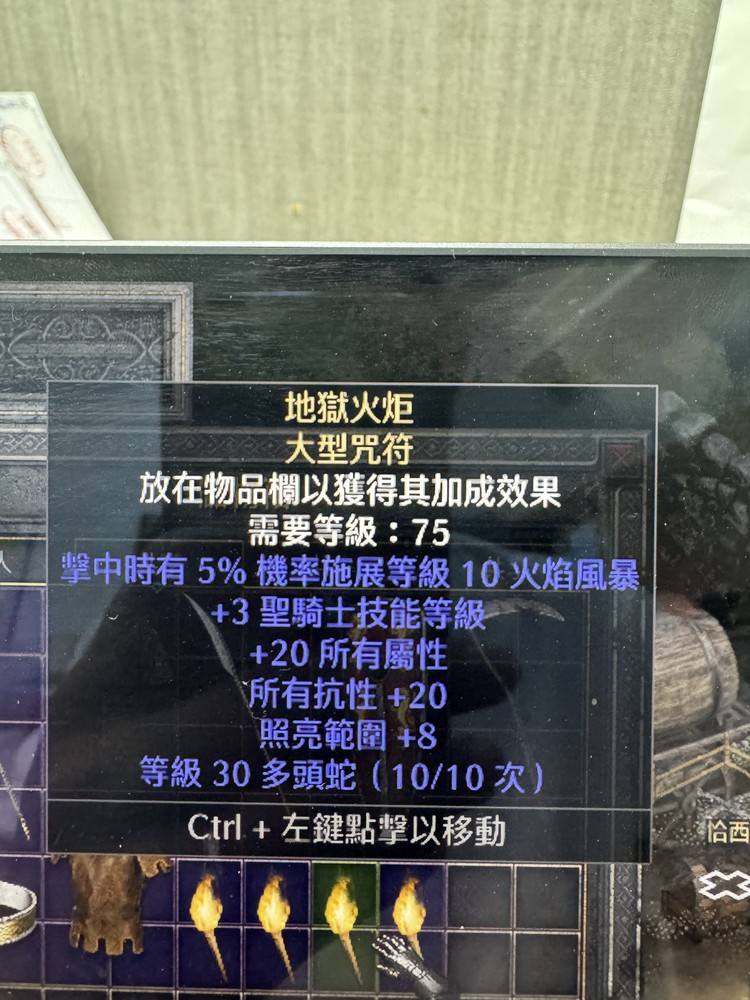 地獄火炬
大型咒符
放在物品欄以獲得其加成效果
需要等級：75
擊中時有 5% 機率施展等級 10 火焰風暴
+3 聖騎士技能等級
+20 所有屬性
所有抗性 +20
照亮範圍 +8
等級 30 多頭蛇（10/10 次）
Ctrl + 左鍵點擊以移動
人
恰西